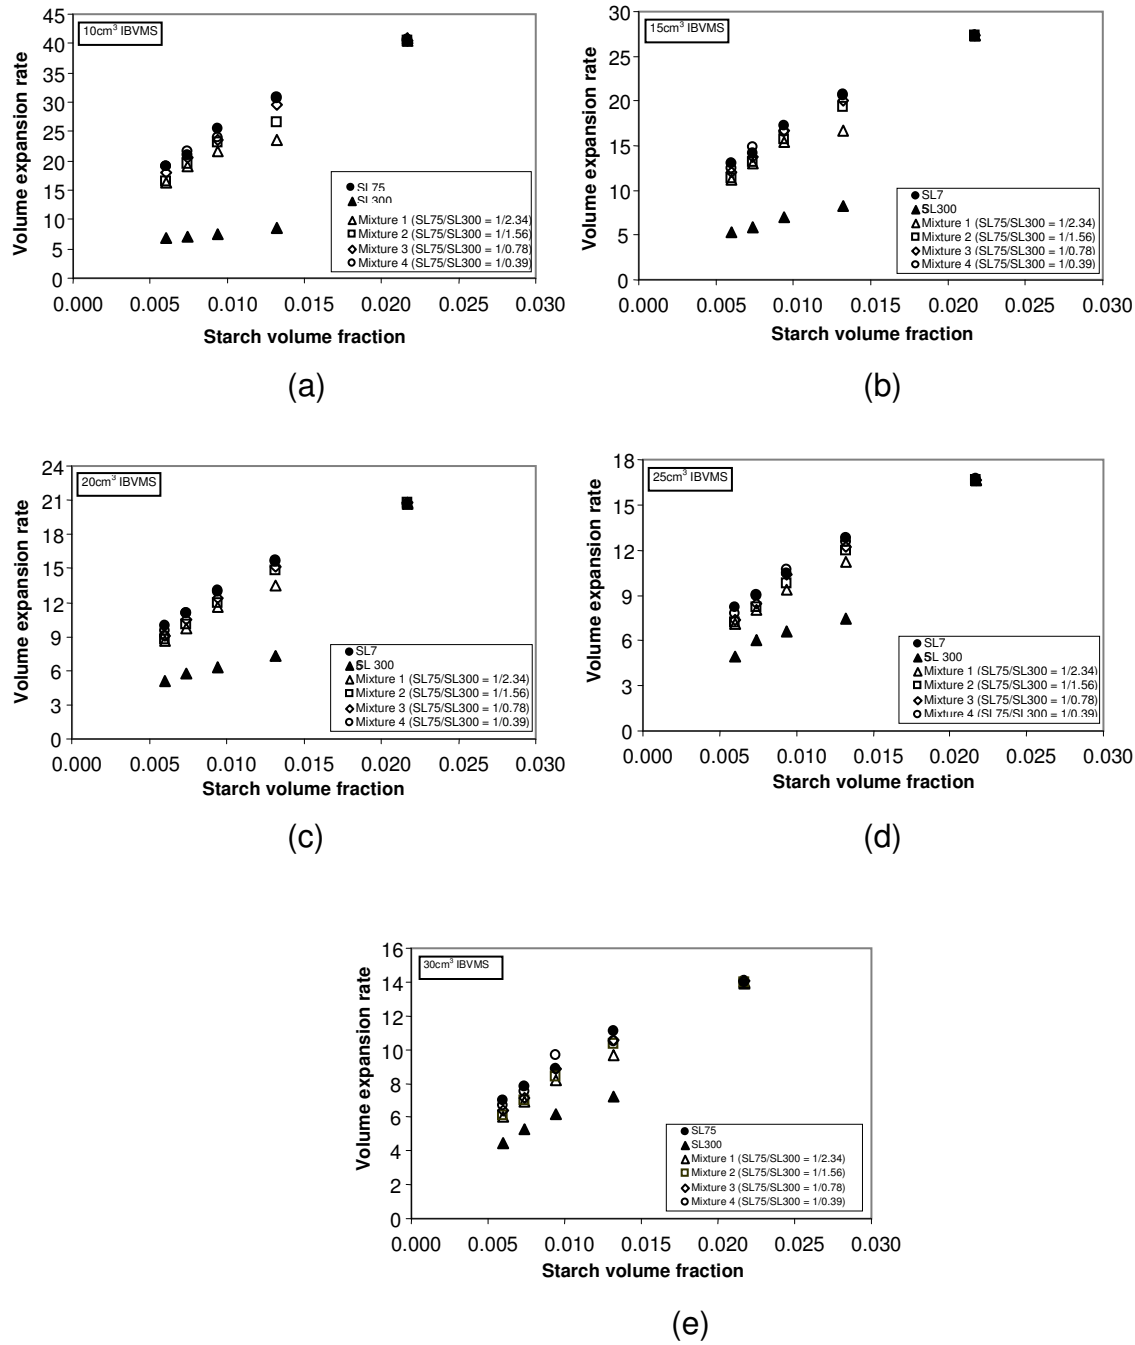 10cm³ IBVMS
Volume expansion rate
45
40
35
30
25
20
15
10
5
0
SL75
SL300
Mixture 1 (SL75/SL300 = 1/2.34)
Mixture 2 (SL75/SL300 = 1/1.56)
Mixture 3 (SL75/SL300 = 1/0.78)
Mixture 4 (SL75/SL300 = 1/0.39)
0.000 0.005 0.010 0.015 0.020 0.025 0.030
Starch volume fraction
(a)
15cm³ IBVMS
Volume expansion rate
30
25
20
15
10
5
0
SL7
5
SL300
Mixture 1 (SL75/SL300 = 1/2.34)
Mixture 2 (SL75/SL300 = 1/1.56)
Mixture 3 (SL75/SL300 = 1/0.78)
Mixture 4 (SL75/SL300 = 1/0.39)
0.000 0.005 0.010 0.015 0.020 0.025 0.030
Starch volume fraction
(b)
20cm³ IBVMS
Volume expansion rate
24
21
18
15
12
9
6
3
0
SL7
5
SL 300
Mixture 1 (SL75/SL300 = 1/2.34)
Mixture 2 (SL75/SL300 = 1/1.56)
Mixture 3 (SL75/SL300 = 1/0.78)
Mixture 4 (SL75/SL300 = 1/0.39)
0.000 0.005 0.010 0.015 0.020 0.025 0.030
Starch volume fraction
(c)
25cm³ IBVMS
Volume expansion rate
18
15
12
9
6
3
0
SL7
5
SL 300
Mixture 1 (SL75/SL300 = 1/2.34)
Mixture 2 (SL75/SL300 = 1/1.56)
Mixture 3 (SL75/SL300 = 1/0.78)
Mixture 4 (SL75/SL300 = 1/0.39)
0.000 0.005 0.010 0.015 0.020 0.025 0.030
Starch volume fraction
(d)
30cm³ IBVMS
Volume expansion rate
16
14
12
10
8
6
4
2
0
SL75
SL300
Mixture 1 (SL75/SL300 = 1/2.34)
Mixture 2 (SL75/SL300 = 1/1.56)
Mixture 3 (SL75/SL300 = 1/0.78)
Mixture 4 (SL75/SL300 = 1/0.39)
0.000 0.005 0.010 0.015 0.020 0.025 0.030
Starch volume fraction
(e)